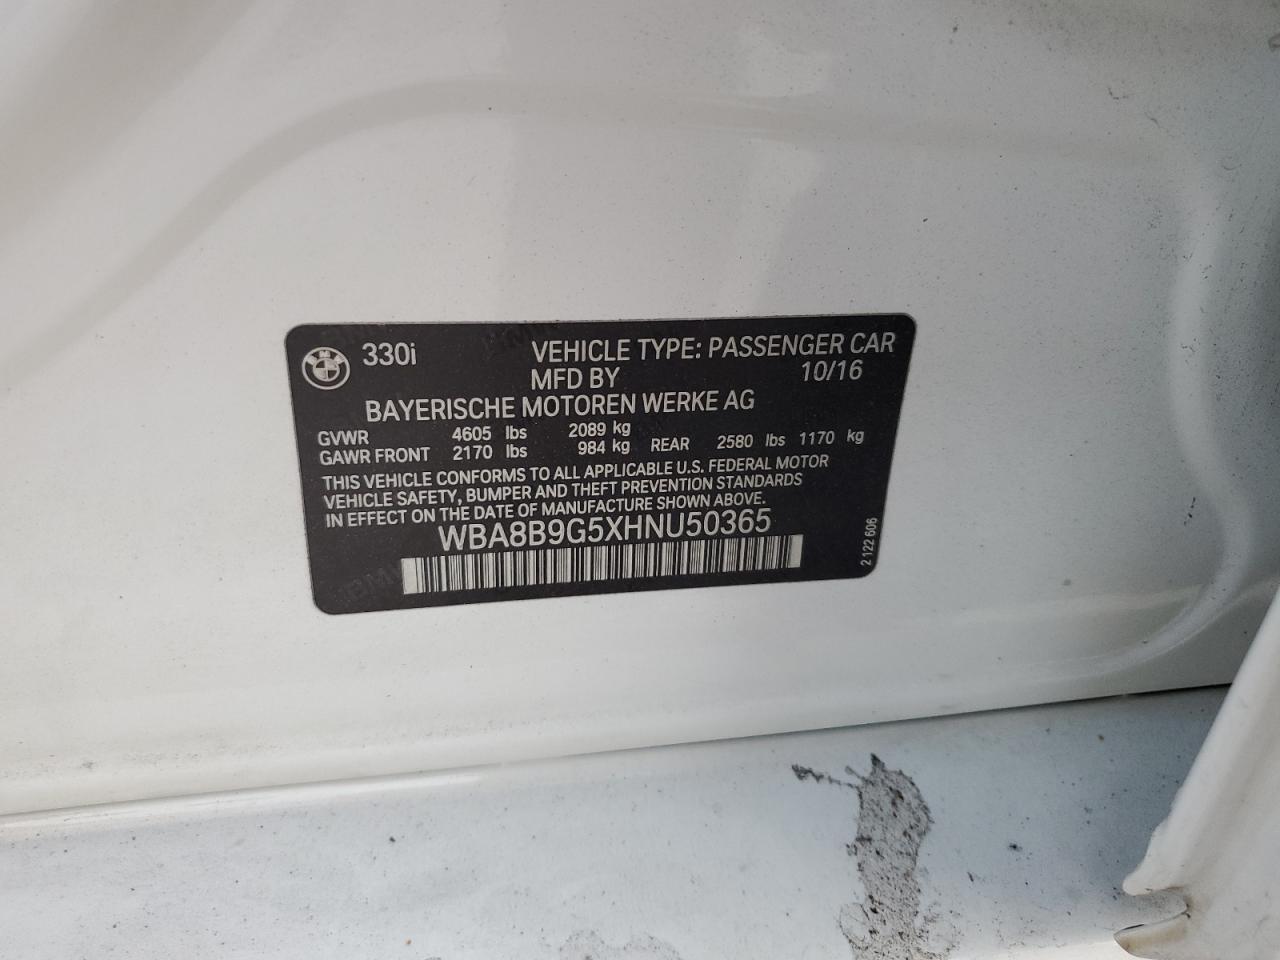 330i VEHICLE TYPE: PASSENGER CAR
MFD BY 10/16
BAYERISCHE MOTOREN WERKE AG
GVWR 4605 lbs 2089 kg
GAWR FRONT 2170 lbs 984 kg REAR 2580 lbs 1170 kg
THIS VEHICLE CONFORMS TO ALL APPLICABLE U.S. FEDERAL MOTOR
VEHICLE SAFETY, BUMPER AND THEFT PREVENTION STANDARDS
IN EFFECT ON THE DATE OF MANUFACTURE SHOWN ABOVE.
WBA8B9G5XHNU50365
2 122 606
BMW